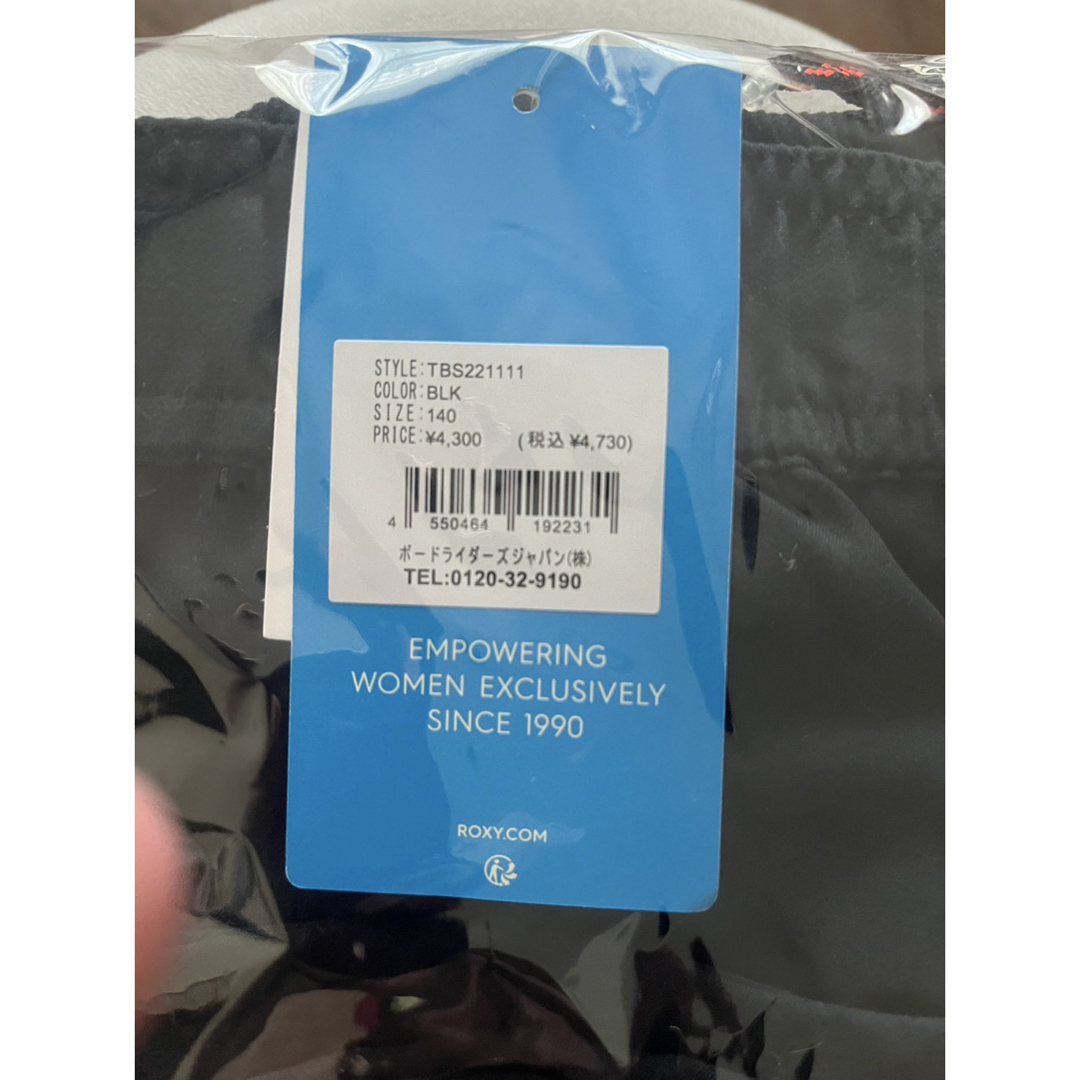 STYLE:TBS221111
COLOR:BLK
SIZE:140
PRICE:¥4,300 (税込 ¥4,730)
4 550464 192231
ボードライダーズジャパン(株)
TEL:0120-32-9190
EMPOWERING
WOMEN EXCLUSIVELY
SINCE 1990
ROXY.COM